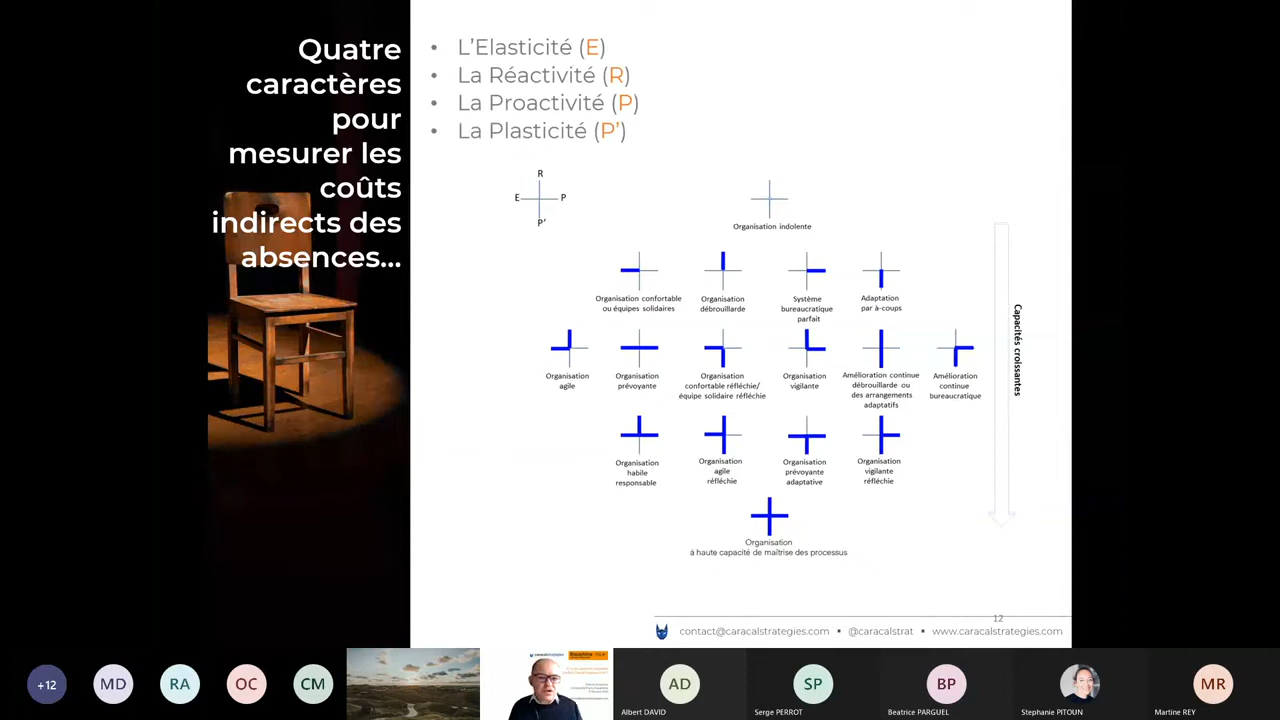 Quatre
caractères
pour
mesurer les
coûts
indirects des
absences...
• L'Elasticité (E)
• La Réactivité (R)
• La Proactivité (P)
• La Plasticité (P')
R
E
P
P'
Organisation indolente
Organisation confortable
ou équipes solidaires
Organisation
débrouillarde
Système
bureaucratique
parfait
Adaptation
par à-coups
Organisation
agile
Organisation
prévoyante
Organisation
confortable réfléchie/
équipe solidaire réfléchie
Organisation
vigilante
Amélioration continue
débrouillarde ou
des arrangements
adaptatifs
Amélioration
continue
bureaucratique
Organisation
habile
responsable
Organisation
agile
réfléchie
Organisation
prévoyante
adaptative
Organisation
vigilante
réfléchie
Organisation
à haute capacité de maîtrise des processus
Capacités croissantes
12
contact@caracalstrategies.com ▪ @caracalstrat ▪ www.caracalstrategies.com
+12
MD
OC
CM
AD
Albert DAVID
SP
Serge PERROT
BP
Beatrice PARGUEL
Stephanie PITOUN
MR
Martine REY